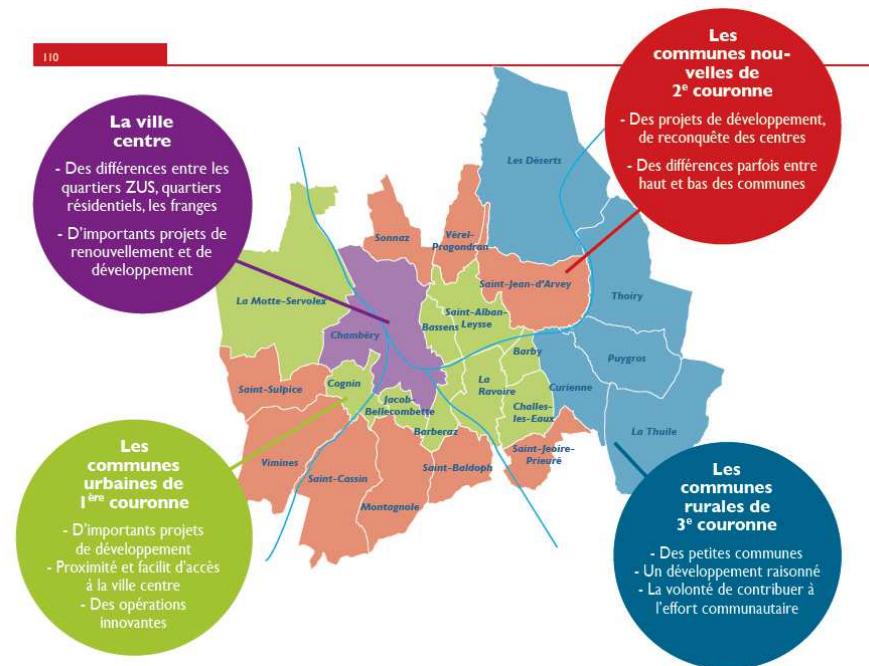 110
Les
communes nou-
velles de
2e couronne
- Des projets de développement,
de reconquête des centres
- Des différences parfois entre
haut et bas des communes
La ville
centre
- Des différences entre les
quartiers ZUS, quartiers
résidentiels, les franges
- D'importants projets de
renouvellement et de
développement
Les Déserts
Sonnaz
Vérel-
Pragondran
Saint-Jean-d'Arvey
La Motte-Servolex
Thoiry
Saint-Alban-
Leysse
Bassens
Chambéry
Barby
Puygros
Saint-Sulpice
Cognin
La
Ravoire
Curienne
Jacob-
Bellecombette
Challes-
les-Eaux
La Thuile
Barberaz
Vimines
Saint-Cassin
Saint-Baldoph
Saint-Jeoire-
Prieuré
Montagnole
Les
communes
urbaines de
1ère couronne
- D'importants projets
de développement
- Proximité et facilit d'accès
à la ville centre
- Des opérations
innovantes
Les
communes
rurales de
3e couronne
- Des petites communes
- Un développement raisonné
- La volonté de contribuer à
l'effort communautaire